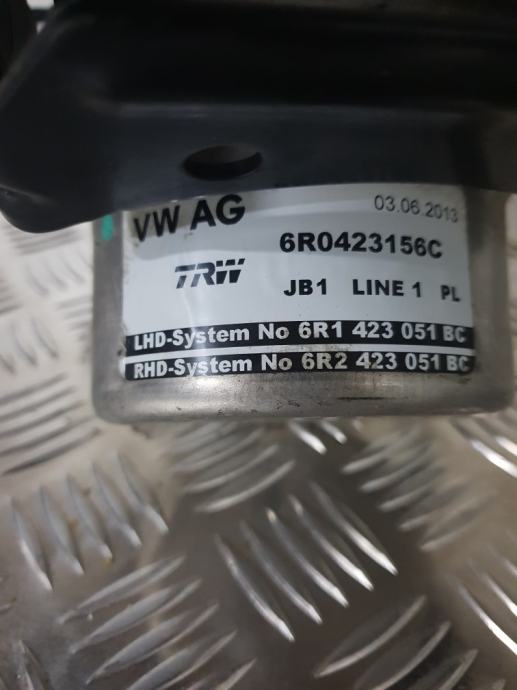 VW AG 03.06.2013
6R0423156C
TRW
JB1 LINE 1 PL
LHD-System No 6R1 423 051 BC
RHD-System No 6R2 423 051 BC